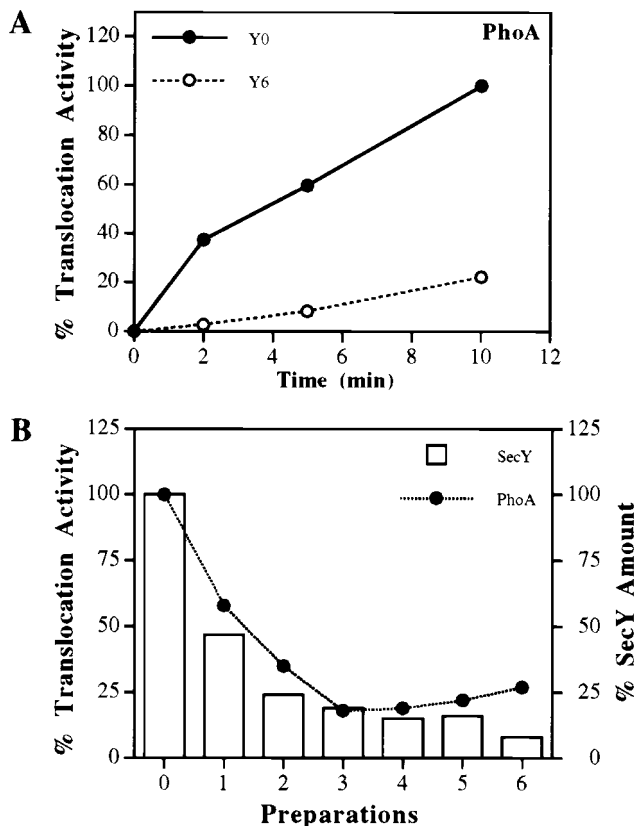 A
% Translocation Activity
120
100
80
60
40
20
0
Y0
Y6
PhoA
0 2 4 6 8 10 12
Time (min)
B
% Translocation Activity
125
100
75
50
25
0
SecY
PhoA
125
100
75
50
25
0
% SecY Amount
0 1 2 3 4 5 6
Preparations